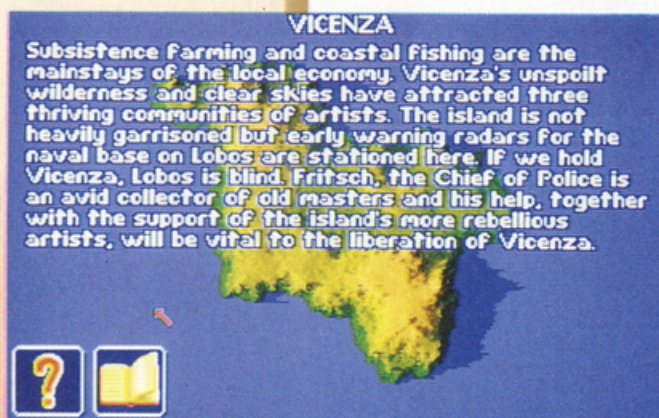 VICENZA
Subsistence farming and coastal fishing are the
mainstays of the local economy. Vicenza's unspoilt
wilderness and clear skies have attracted three
thriving communities of artists. The island is not
heavily garrisoned but early warning radars for the
naval base on Lobos are stationed here. If we hold
Vicenza, Lobos is blind. Fritsch, the Chief of Police is
an avid collector of old masters and his help, together
with the support of the island's more rebellious
artists, will be vital to the liberation of Vicenza.
?